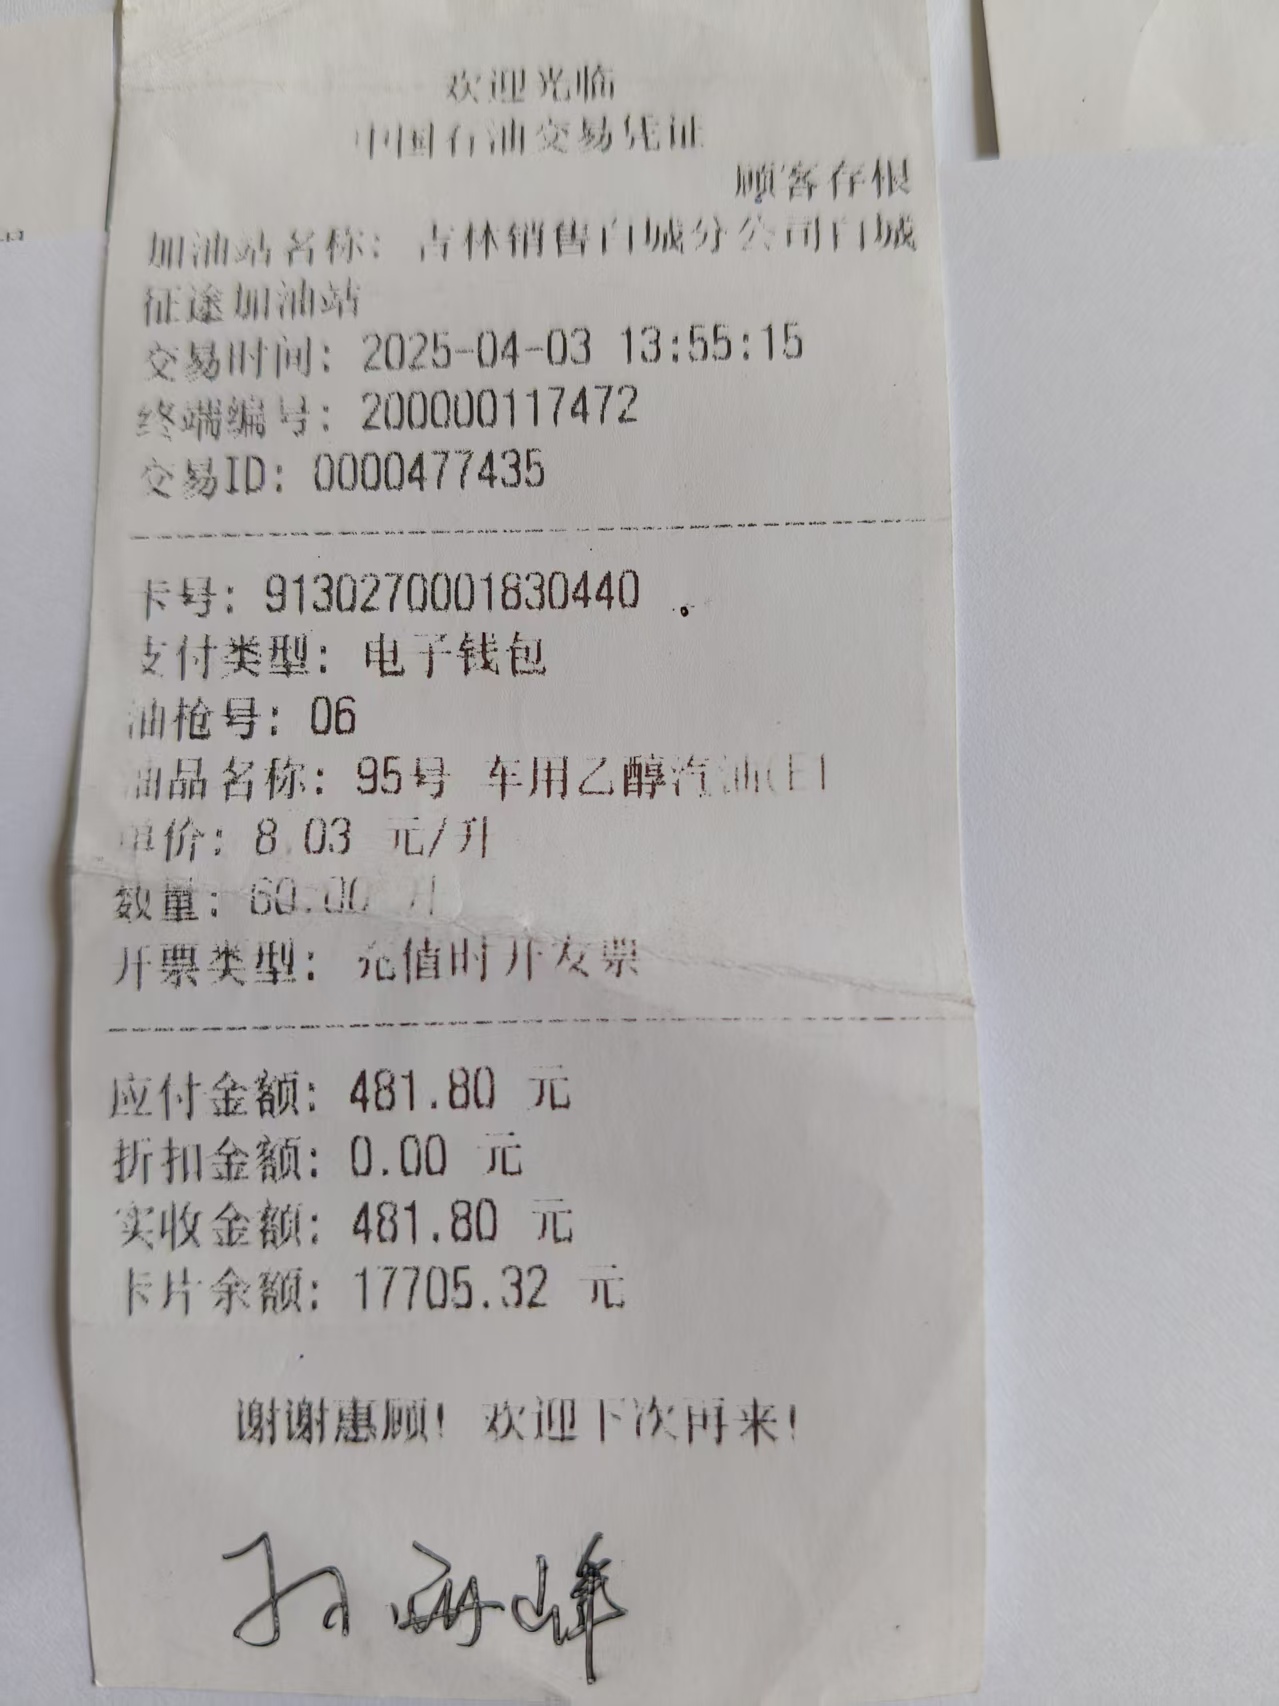 欢迎光临
中国石油交易凭证
顾客存根
加油站名称: 吉林销售白城分公司白城
征途加油站
交易时间: 2025-04-03 13:55:15
终端编号: 200000117472
交易ID: 0000477435
卡号: 9130270001830440
支付类型: 电子钱包
油枪号: 06
油品名称: 95号 车用乙醇汽油(E1
单价: 8.03 元/升
数量: 60.00 升
开票类型: 充值时开发票
应付金额: 481.80 元
折扣金额: 0.00 元
实收金额: 481.80 元
卡片余额: 17705.32 元
谢谢惠顾! 欢迎下次再来!